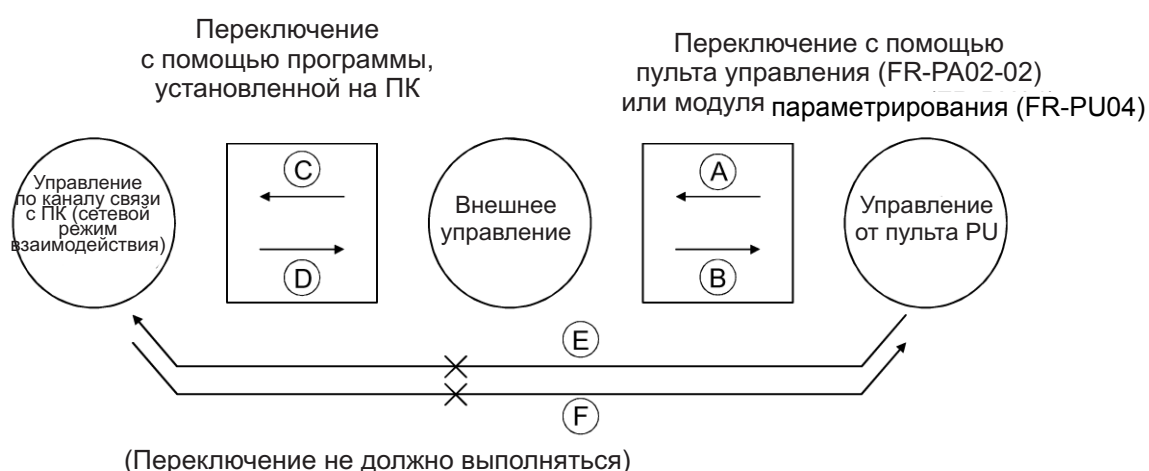 Переключение
с помощью программы,
установленной на ПК
Переключение с помощью
пульта управления (FR-PA02-02)
или модуля параметрирования (FR-PU04)
Управление
по каналу связи
с ПК (сетевой
режим
взаимодействия)
C
D
Внешнее
управление
A
B
Управление
от пульта PU
E
F
(Переключение не должно выполняться)